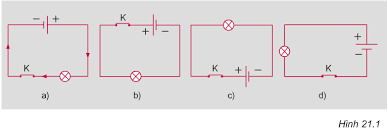 − +
K
a)
K
+ −
b)
K + −
c)
+
−
K
d)
Hình 21.1